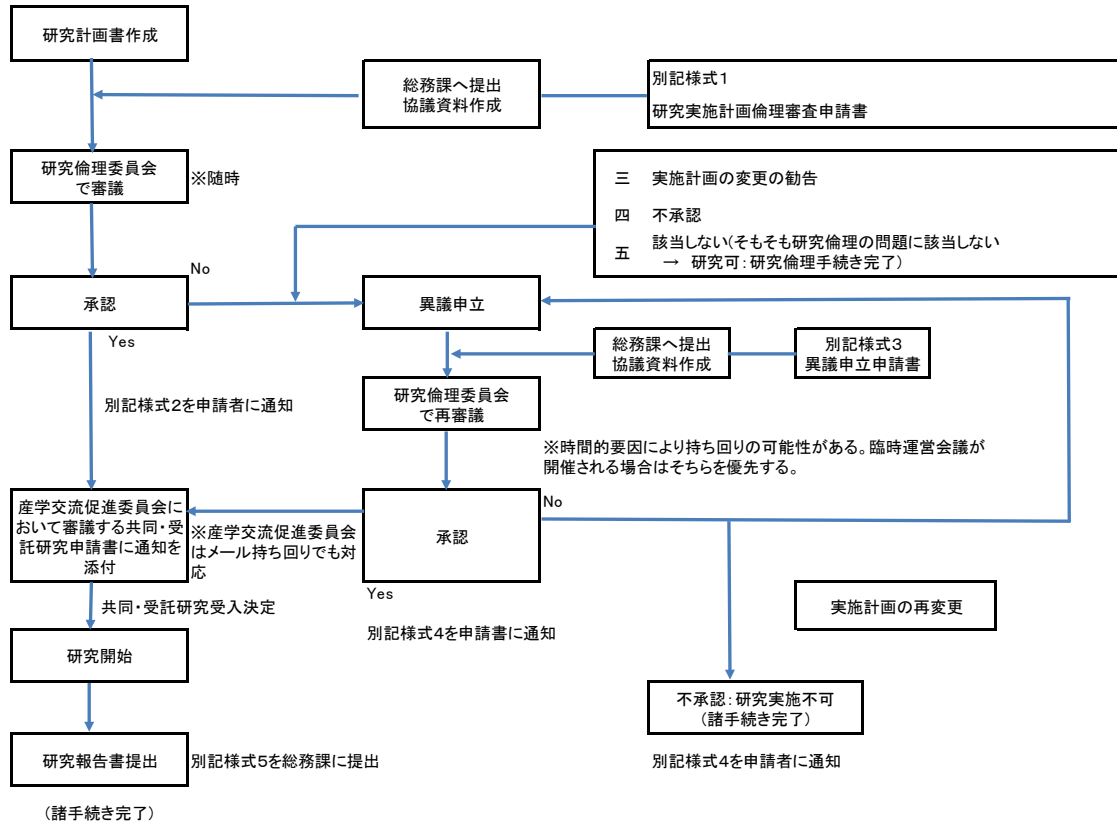 研究計画書作成
総務課へ提出
協議資料作成
別記様式1
研究実施計画倫理審査申請書
研究倫理委員会
で審議
※随時
三 実施計画の変更の勧告
四 不承認
五 該当しない(そもそも研究倫理の問題に該当しない
→ 研究可:研究倫理手続き完了)
No
承認
異議申立
Yes
総務課へ提出
協議資料作成
別記様式3
異議申立申請書
別記様式2を申請者に通知
研究倫理委員会
で再審議
※時間的要因により持ち回りの可能性がある。臨時運営会議が
開催される場合はそちらを優先する。
産学交流促進委員会に
おいて審議する共同・受
託研究申請書に通知を
添付
※産学交流促進委員会
はメール持ち回りでも対
応
承認
No
Yes
共同・受託研究受入決定
別記様式4を申請書に通知
実施計画の再変更
研究開始
不承認:研究実施不可
(諸手続き完了)
研究報告書提出
別記様式5を総務課に提出
別記様式4を申請者に通知
(諸手続き完了)